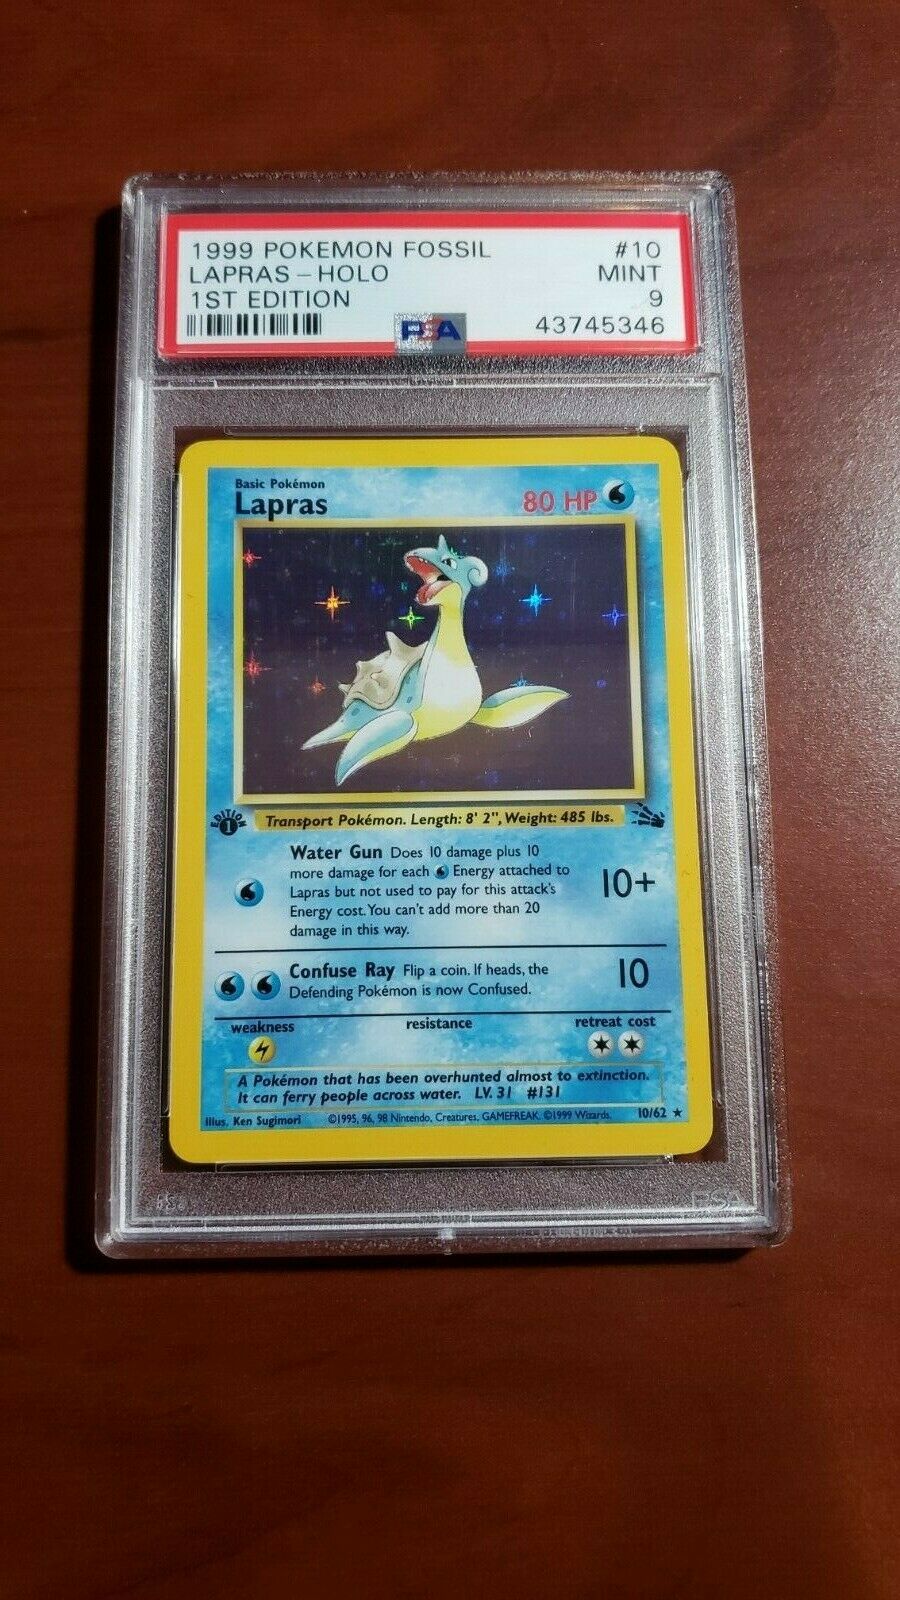 1999 POKEMON FOSSIL #10
LAPRAS - HOLO MINT
1ST EDITION 9
PSA 43745346
Basic Pokémon
Lapras 80 HP
EDITION
1
Transport Pokémon. Length: 8' 2", Weight: 485 lbs.
Water Gun Does 10 damage plus 10
more damage for each Energy attached to
Lapras but not used to pay for this attack's
Energy cost. You can't add more than 20
damage in this way.
10+
Confuse Ray Flip a coin. If heads, the
Defending Pokémon is now Confused.
10
weakness resistance retreat cost
A Pokémon that has been overhunted almost to extinction.
It can ferry people across water. LV. 31 #131
Illus. Ken Sugimori ©1995, 96, 98 Nintendo, Creatures, GAMEFREAK. ©1999 Wizards. 10/62 ★
PSA